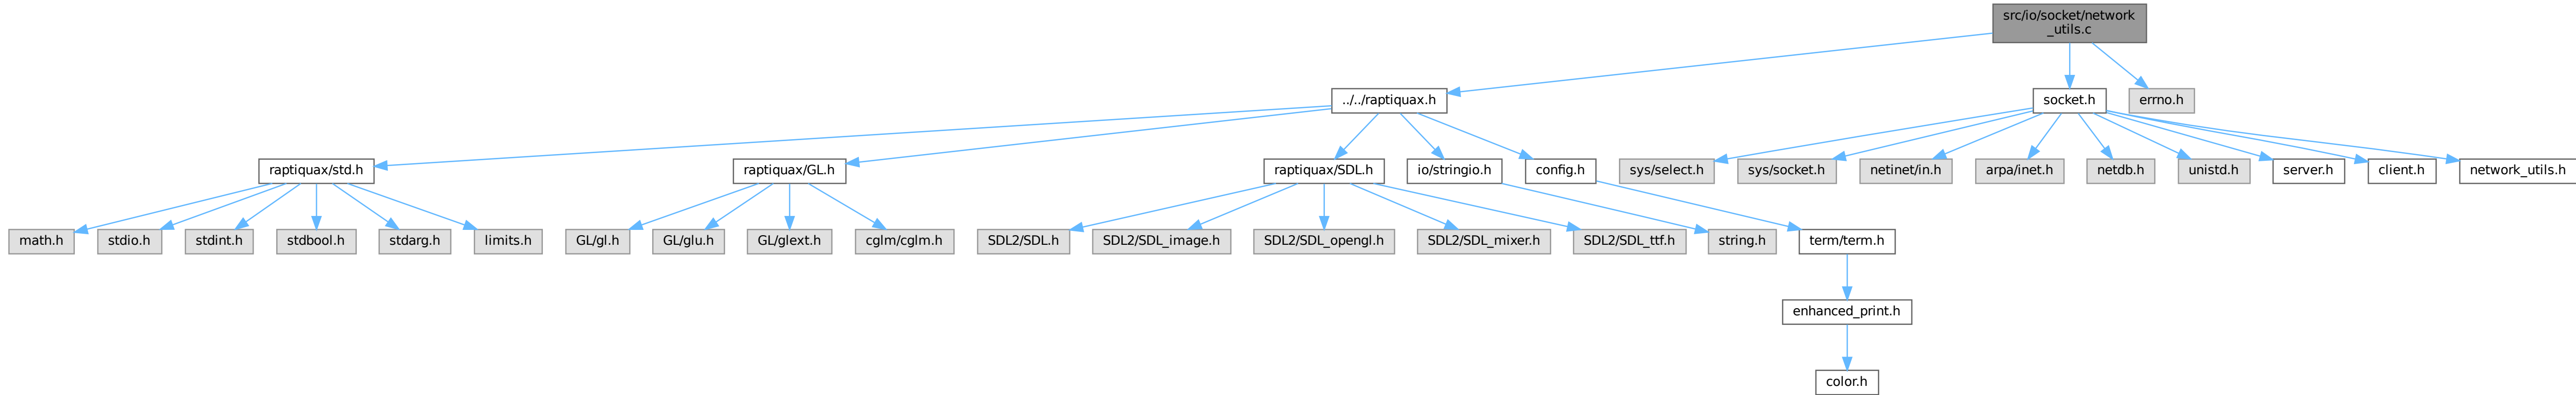 src/io/socket/network
_utils.c
../../raptiquax.h
socket.h
errno.h
raptiquax/std.h
raptiquax/GL.h
raptiquax/SDL.h
io/stringio.h
config.h
sys/select.h
sys/socket.h
netinet/in.h
arpa/inet.h
netdb.h
unistd.h
server.h
client.h
network_utils.h
math.h
stdio.h
stdint.h
stdbool.h
stdarg.h
limits.h
GL/gl.h
GL/glu.h
GL/glext.h
cglm/cglm.h
SDL2/SDL.h
SDL2/SDL_image.h
SDL2/SDL_opengl.h
SDL2/SDL_mixer.h
SDL2/SDL_ttf.h
string.h
term/term.h
enhanced_print.h
color.h